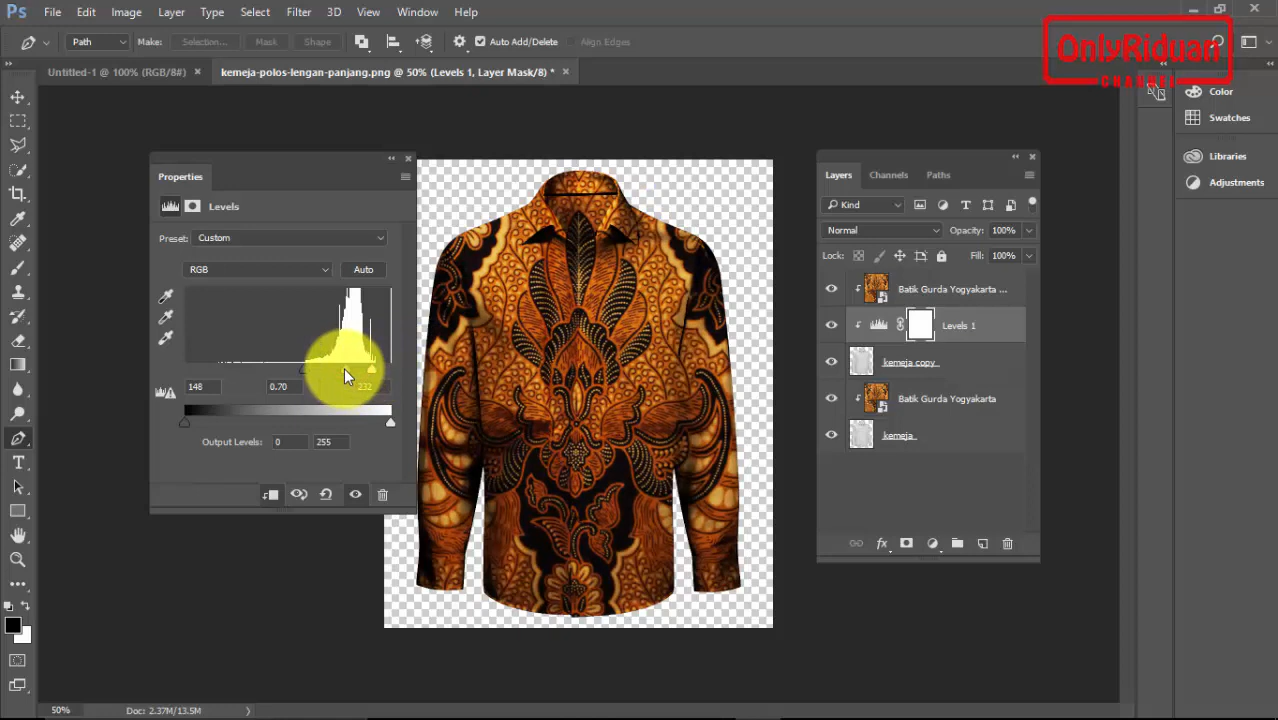 Ps File Edit Image Layer Type Select Filter 3D View Window Help
Path Make: Selection... Mask Shape Auto Add/Delete Align Edges
OnlyRiduan
CHANNEL
Untitled-1 @ 100% (RGB/8#) × kemeja-polos-lengan-panjang.png @ 50% (Levels 1, Layer Mask/8) * ×
Properties
Levels
Preset: Custom
RGB Auto
148 0.70 232
Output Levels: 0 255
Layers Channels Paths
Kind
Normal Opacity: 100%
Lock: Fill: 100%
Batik Gurda Yogyakarta ...
Levels 1
kemeja copy
Batik Gurda Yogyakarta
kemeja
Color
Swatches
Libraries
Adjustments
50% Doc: 2.37M/13.5M